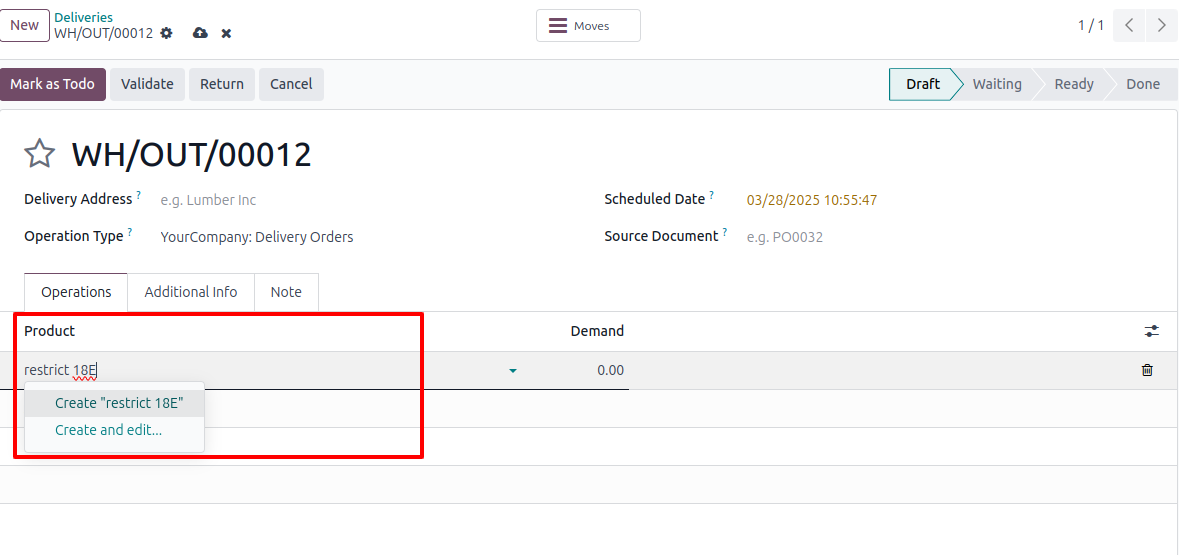 New
Deliveries
WH/OUT/00012
Moves
1 / 1
Mark as Todo Validate Return Cancel
Draft Waiting Ready Done
WH/OUT/00012
Delivery Address ? e.g. Lumber Inc
Scheduled Date ? 03/28/2025 10:55:47
Operation Type ? YourCompany: Delivery Orders
Source Document ? e.g. PO0032
Operations Additional Info Note
Product Demand
restrict 18E 0.00
Create "restrict 18E"
Create and edit...